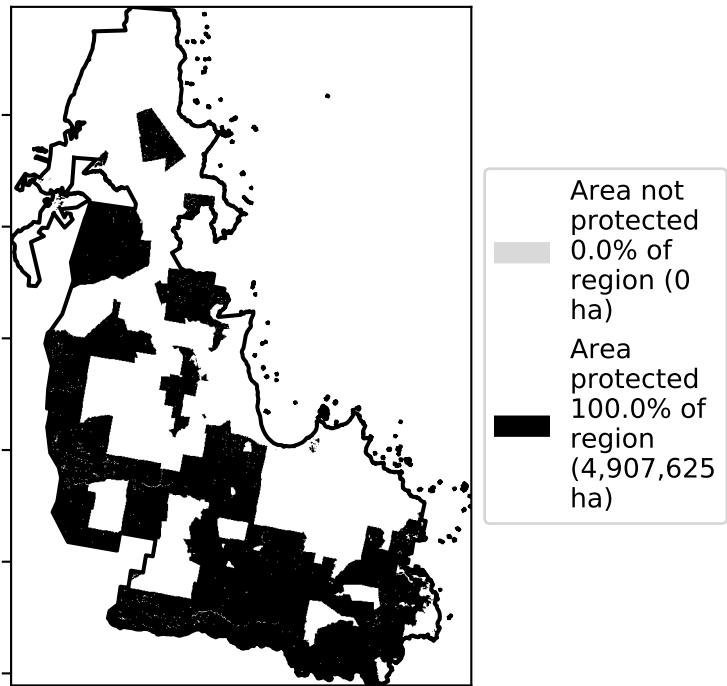 Area not
protected
0.0% of
region (0
ha)
Area
protected
100.0% of
region
(4,907,625
ha)